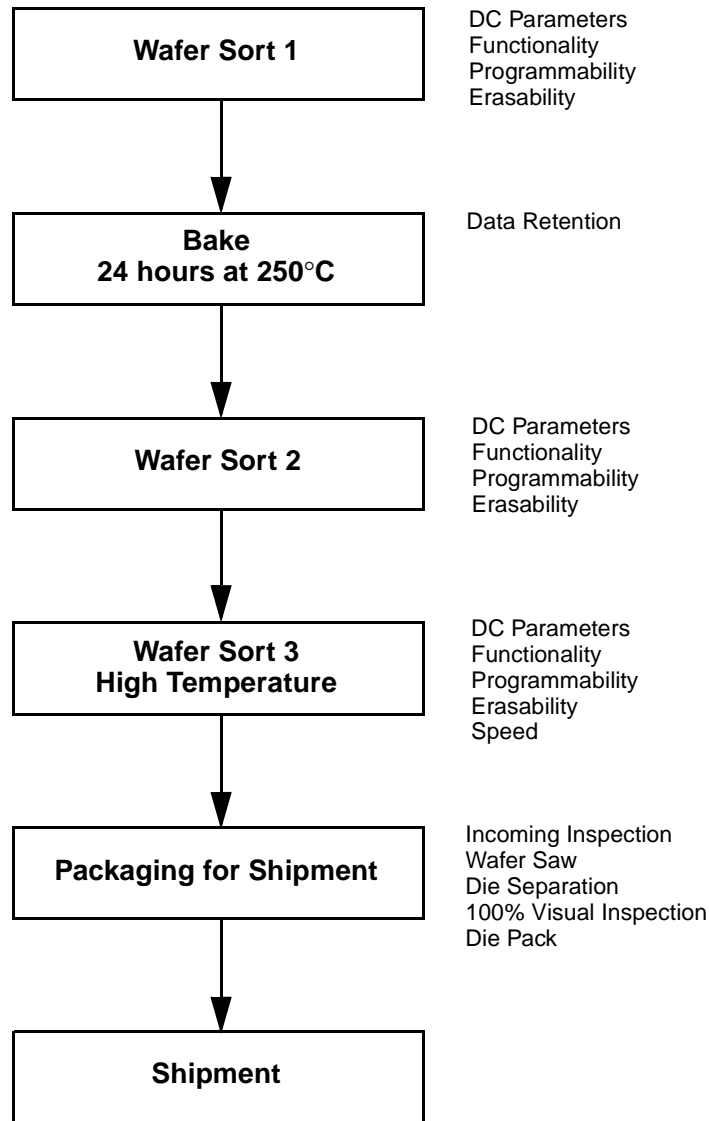 Wafer Sort 1
DC Parameters
Functionality
Programmability
Erasability
Bake
24 hours at 250°C
Data Retention
Wafer Sort 2
DC Parameters
Functionality
Programmability
Erasability
Wafer Sort 3
High Temperature
DC Parameters
Functionality
Programmability
Erasability
Speed
Packaging for Shipment
Incoming Inspection
Wafer Saw
Die Separation
100% Visual Inspection
Die Pack
Shipment